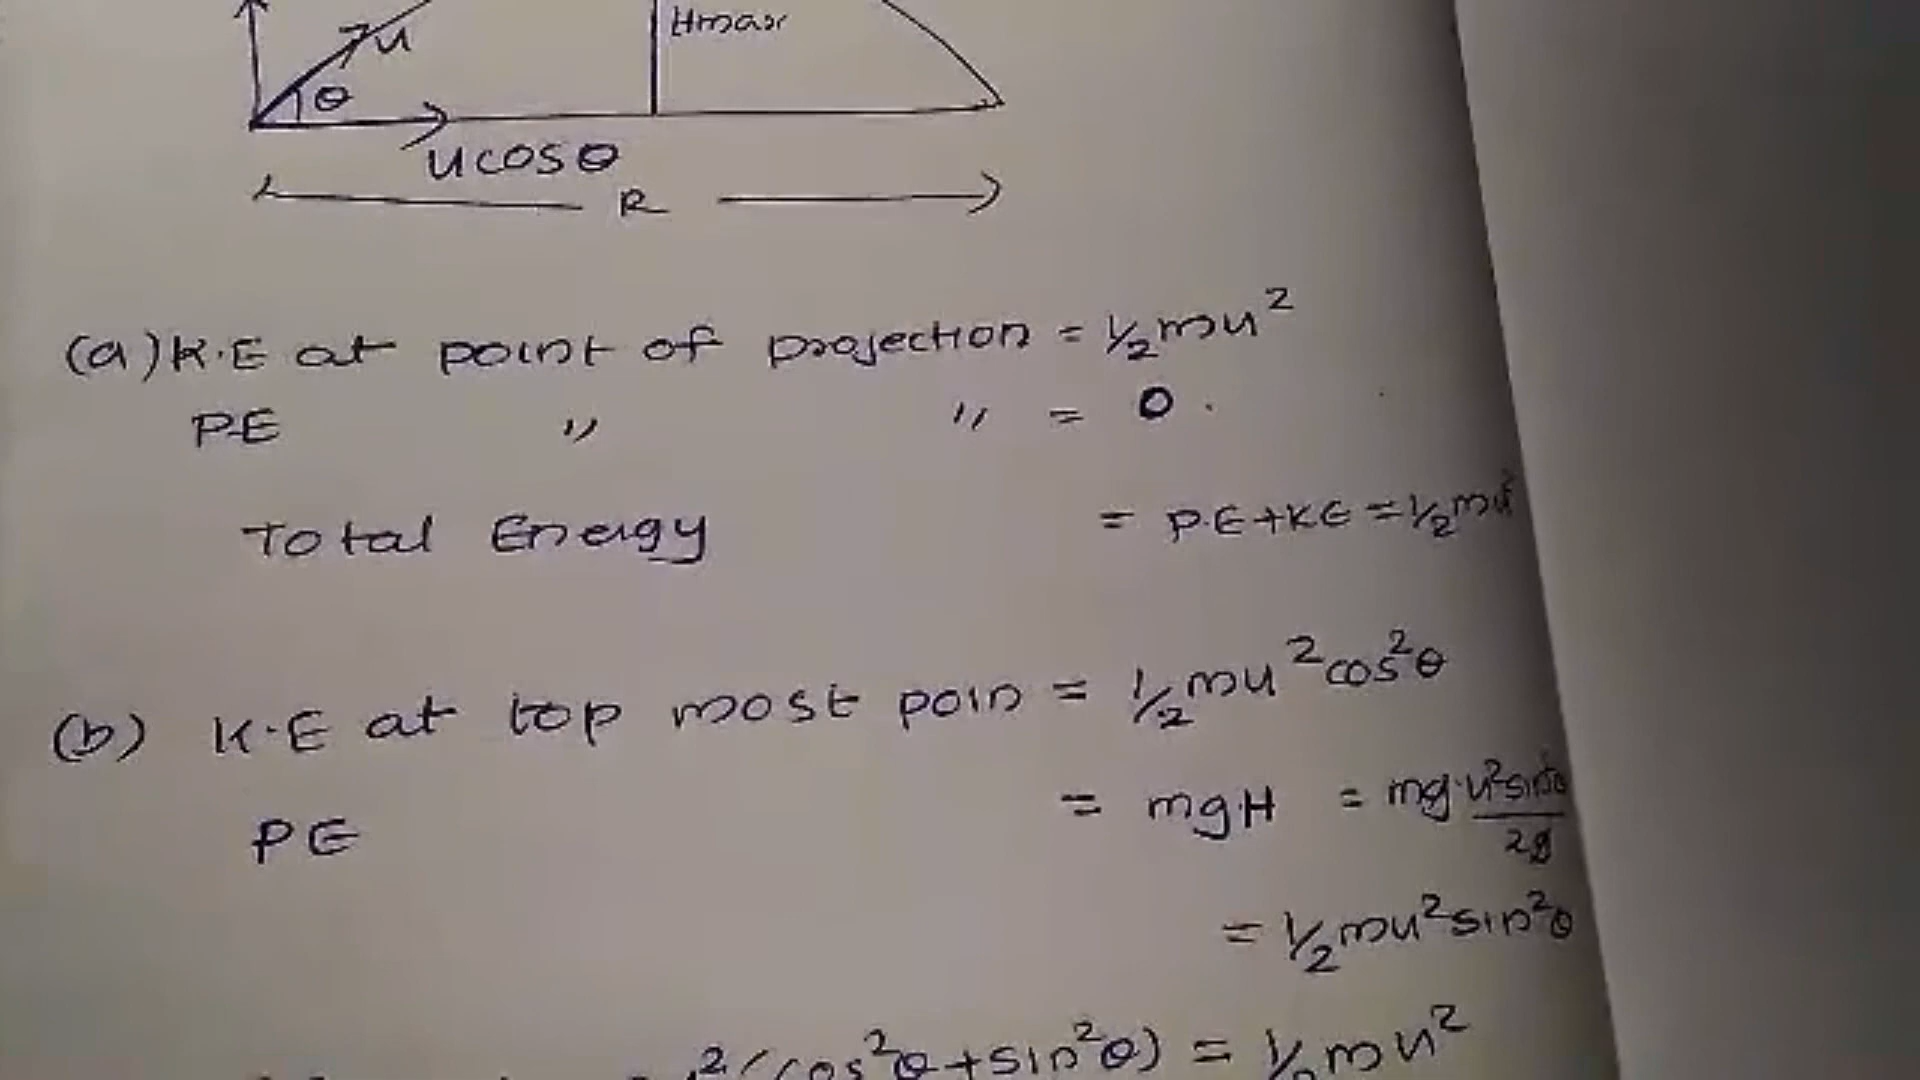 Hmax
u
θ
ucosθ
R
(a) K.E at point of projection = 1/2mu²
PE " " = 0.
Total Energy = P.E+KE = 1/2mu²
(b) K.E at top most poin = 1/2mu²cos²θ
PE = mgH = mg.u²sin²θ/2g
= 1/2mu²sin²θ
²(cos²θ+sin²θ) = 1/2mu²